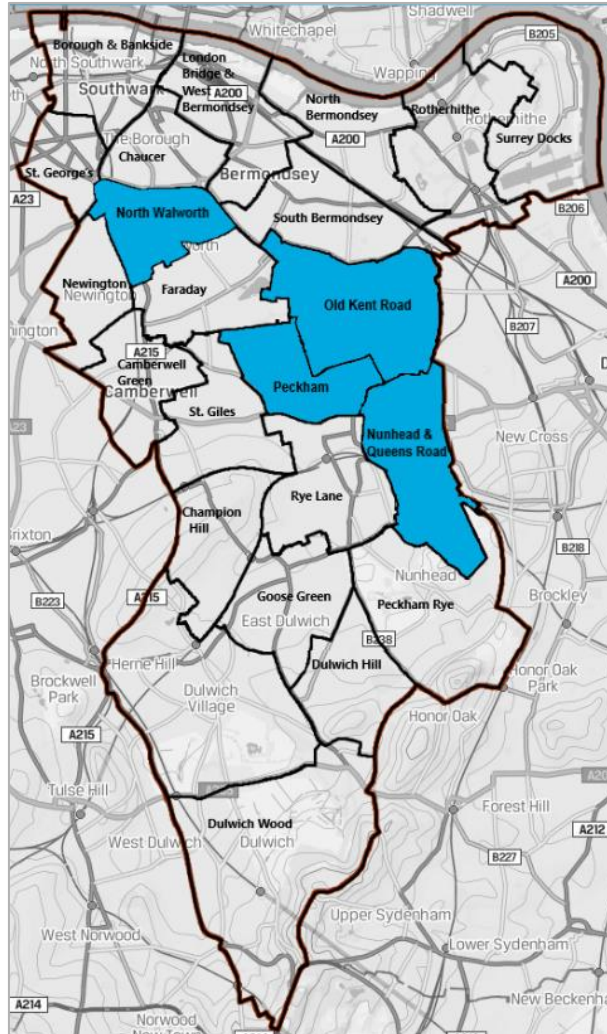 Shadwell
Whitechapel
B205
Borough & Bankside
North Southwark
London
Bridge &
West
Bermondsey
Southwark
A200
Wapping
North
Bermondsey
Rotherhithe
Rotherhithe
A200
Surrey Docks
The Borough
Chaucer
St. George's
Bermondsey
A23
North Walworth
South Bermondsey
B206
Newington
Newington
Faraday
Old Kent Road
A200
B207
A215
Camberwell
Green
Camberwell
Peckham
St. Giles
Nunhead &
Queens Road
New Cross
Rye Lane
Champion
Hill
B218
Nunhead
B223
A215
Goose Green
East Dulwich
Peckham Rye
Brockley
B238
Dulwich Hill
Herne Hill
Brockwell
Park
Dulwich
Village
Honor Oak
Park
Honor Oak
A215
Tulse Hill
Forest Hill
Dulwich Wood
West Dulwich
Dulwich
A212
B227
Upper Sydenham
West Norwood
Lower Sydenham
New Beckenha
A214
Norwood
New Town